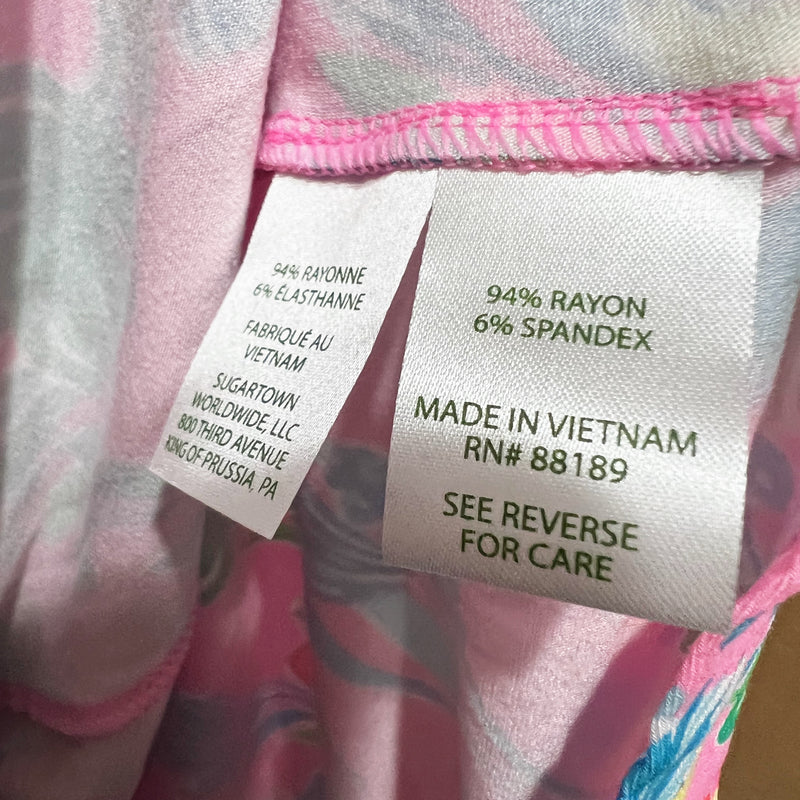 94% RAYONNE
6% ÉLASTHANNE
FABRIQUÉ AU
VIETNAM
SUGARTOWN
WORLDWIDE, LLC
800 THIRD AVENUE
KING OF PRUSSIA, PA
94% RAYON
6% SPANDEX
MADE IN VIETNAM
RN# 88189
SEE REVERSE
FOR CARE